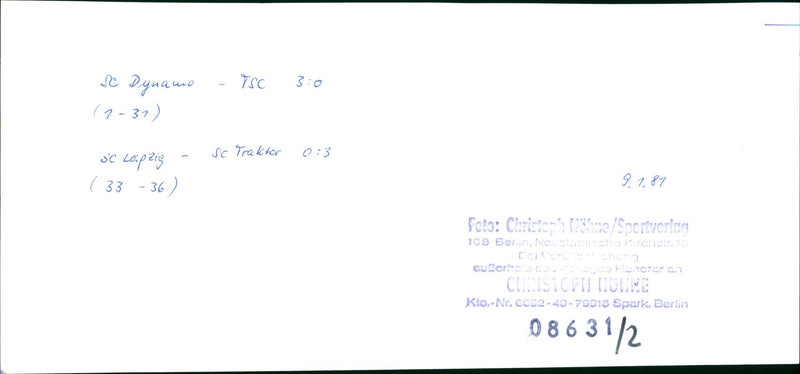 SC Dynamo - TSC 3:0
(1 - 31)
SC Leipzig - SC Traktor 0:3
(33 - 36)
9.1.81
Foto: Christoph Höhne/Sportverlag
108 Berlin, Neustädtische Kirchstr. 15
Bei Veröffentlichung
außerhalb des Verlages Honorar an
CHRISTOPH HÖHNE
Kto.-Nr. 6692-40-79915 Spark. Berlin
08631/2